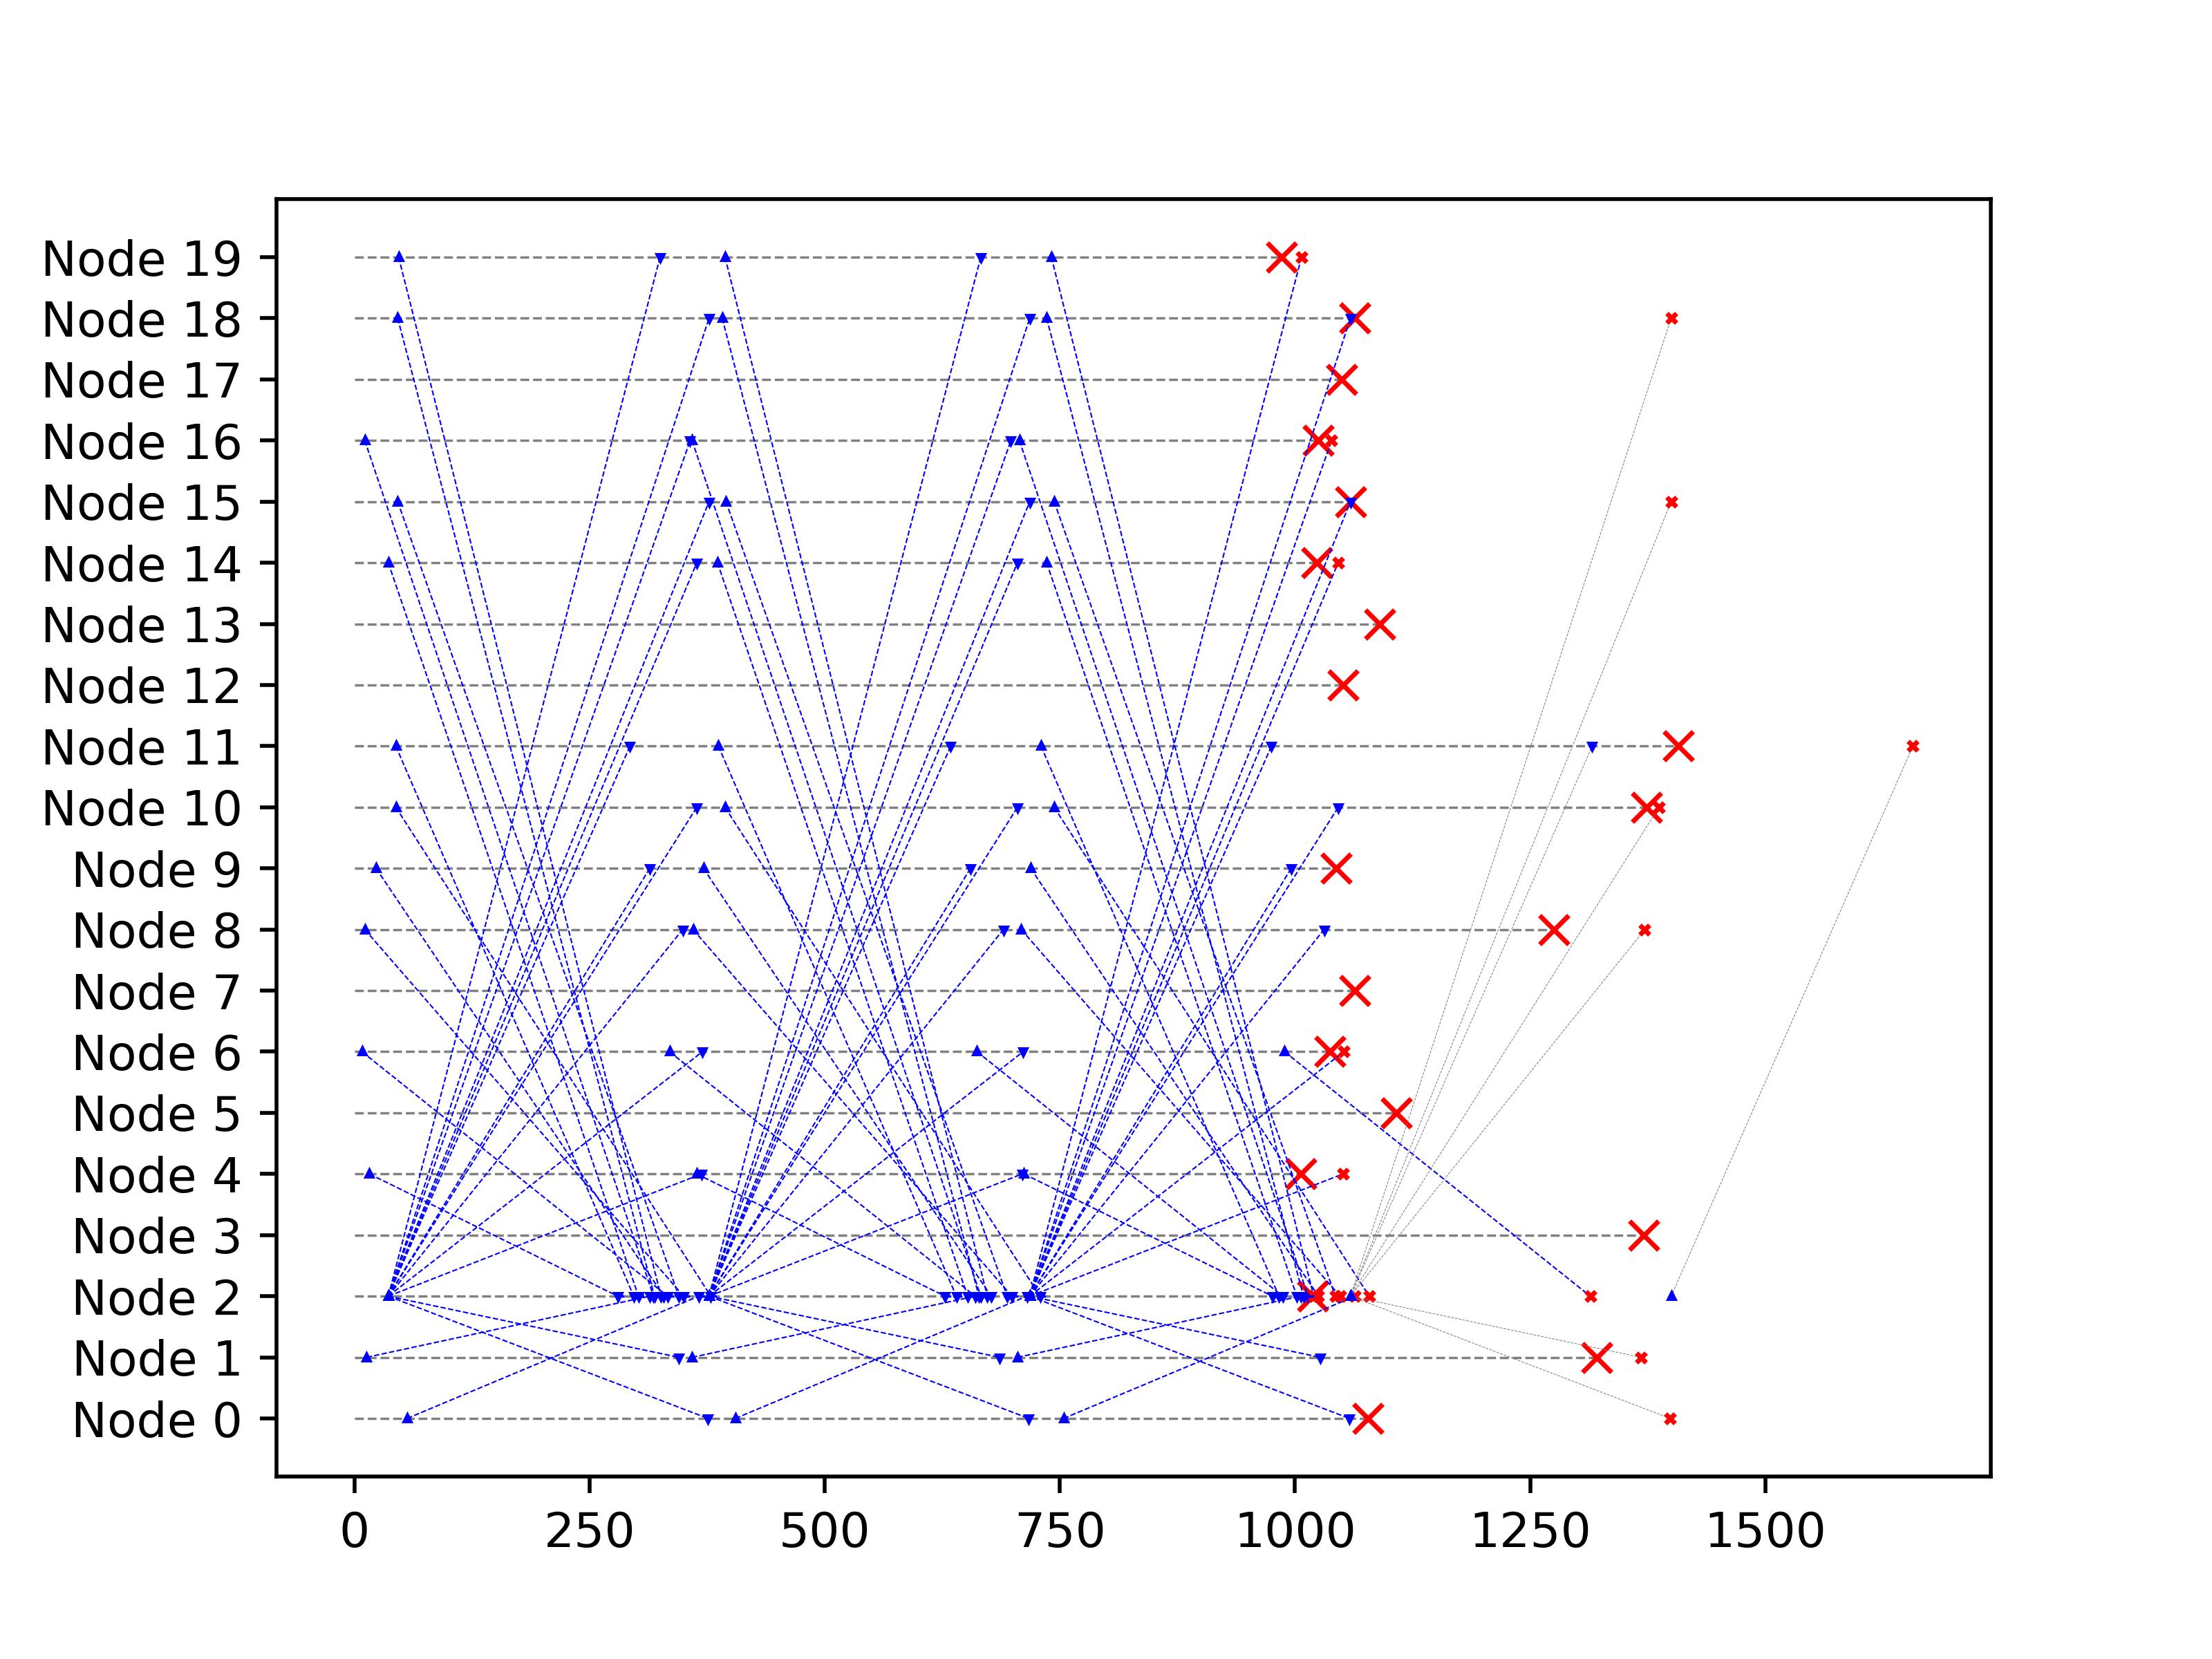 Node 19
Node 18
Node 17
Node 16
Node 15
Node 14
Node 13
Node 12
Node 11
Node 10
Node 9
Node 8
Node 7
Node 6
Node 5
Node 4
Node 3
Node 2
Node 1
Node 0
0 250 500 750 1000 1250 1500